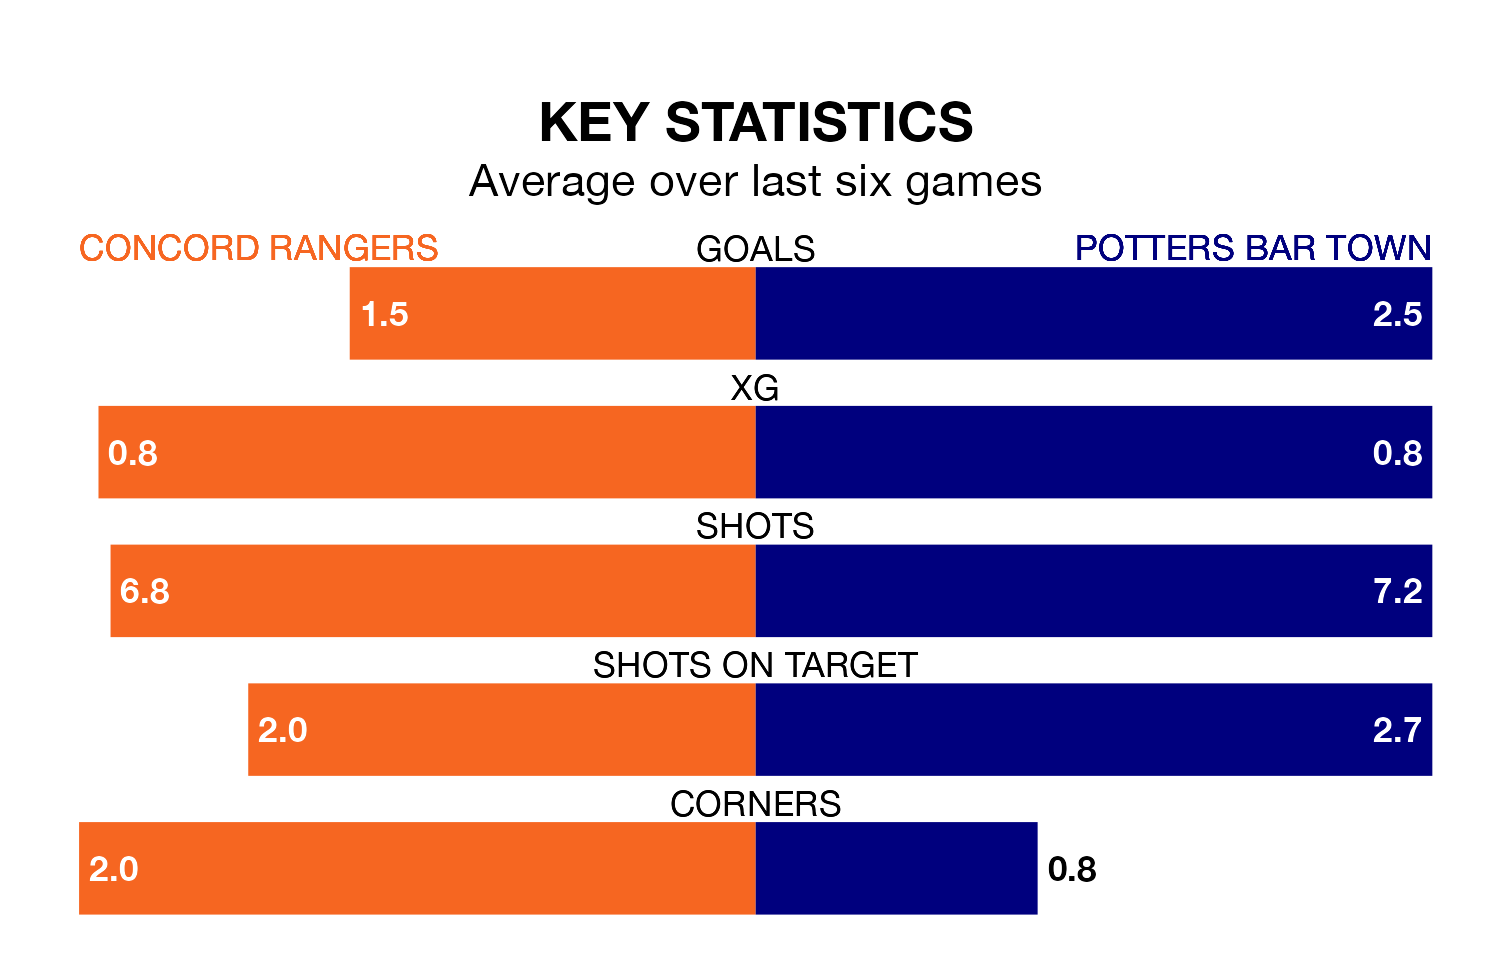 KEY STATISTICS
Average over last six games
CONCORD RANGERS GOALS POTTERS BAR TOWN
1.5 2.5
XG
0.8 0.8
SHOTS
6.8 7.2
SHOTS ON TARGET
2.0 2.7
CORNERS
2.0 0.8